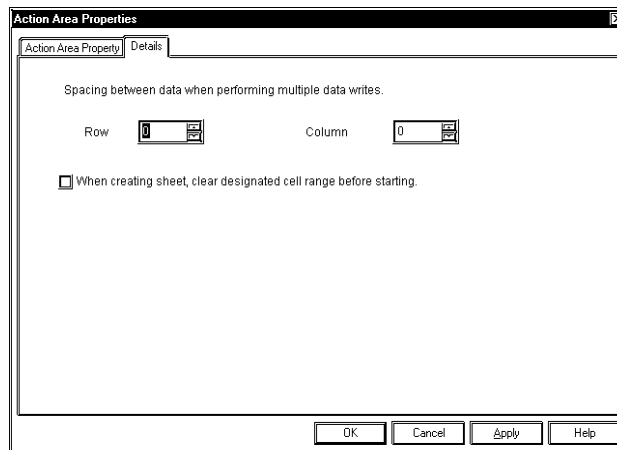 Action Area Properties
Action Area Property Details
Spacing between data when performing multiple data writes.
Row 0 Column 0
When creating sheet, clear designated cell range before starting.
OK Cancel Apply Help